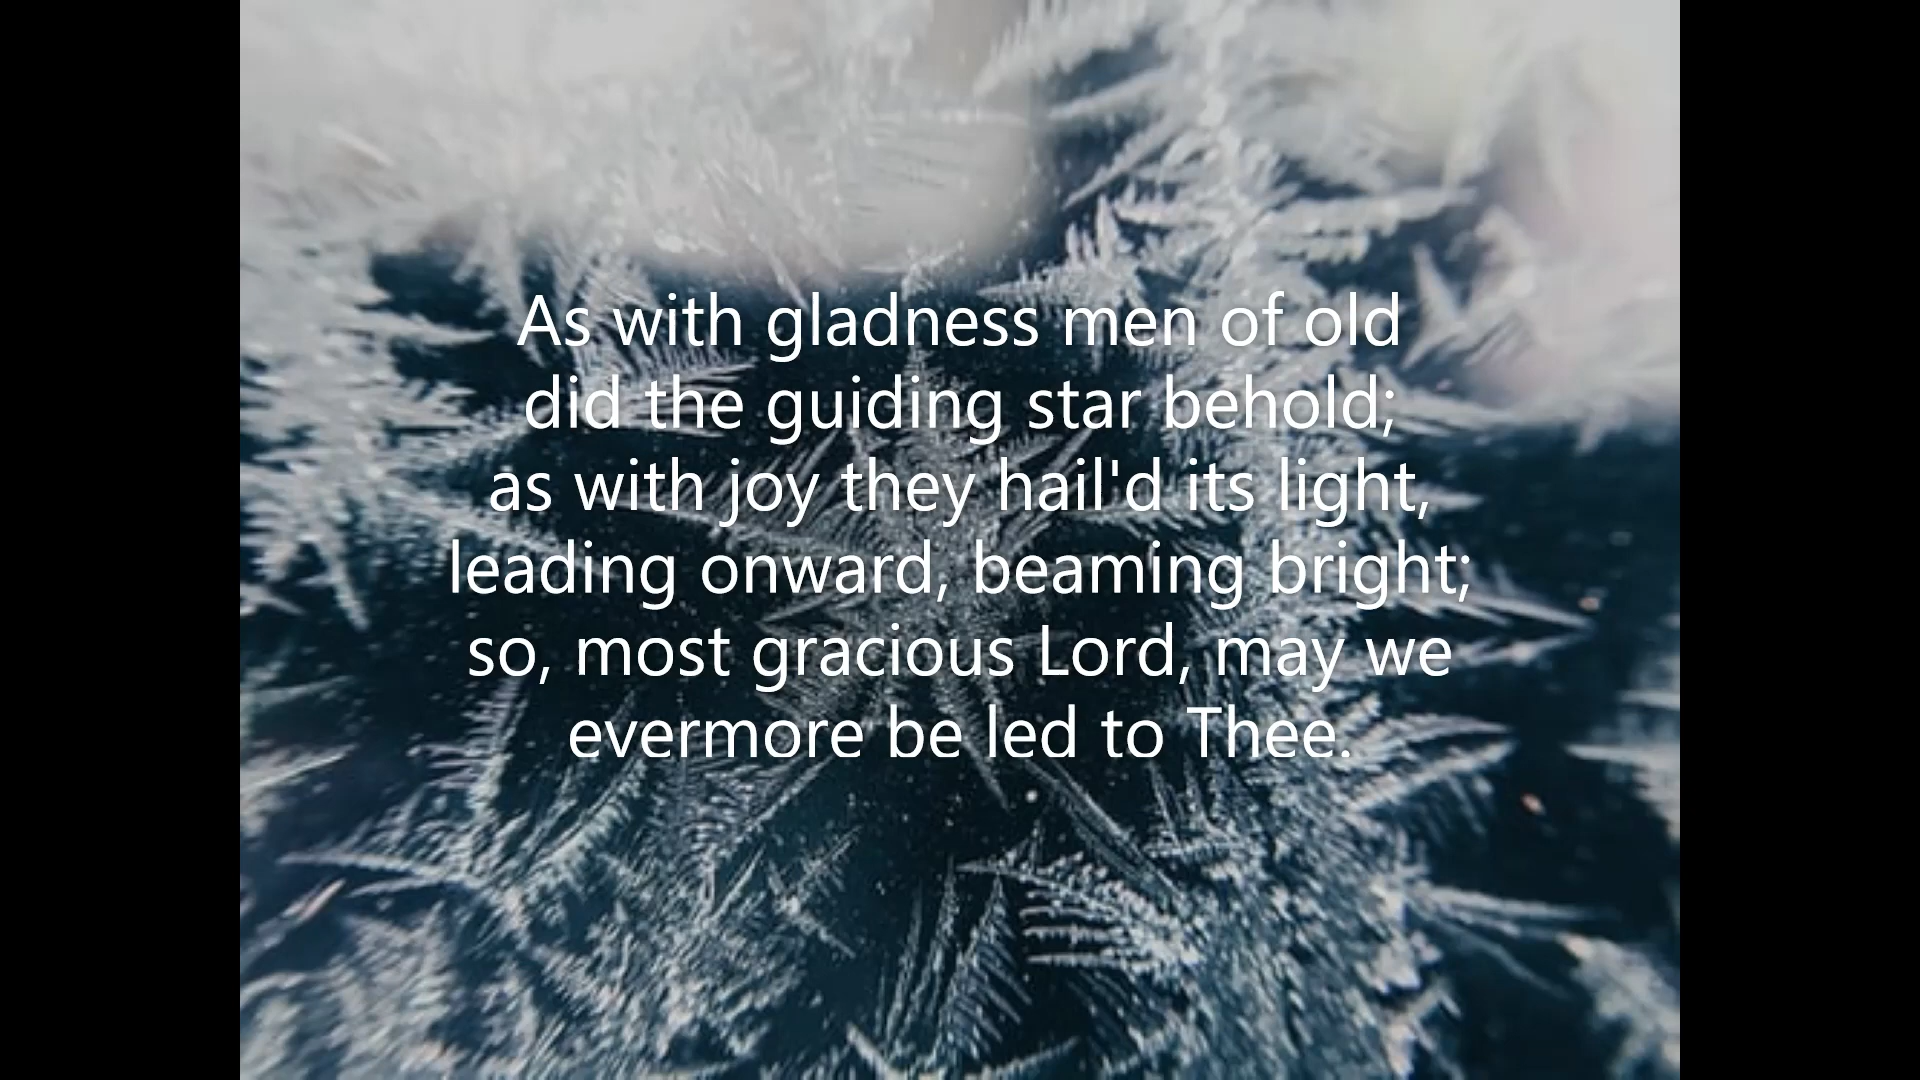 As with gladness men of old
did the guiding star behold;
as with joy they hail'd its light,
leading onward, beaming bright;
so, most gracious Lord, may we
evermore be led to Thee.